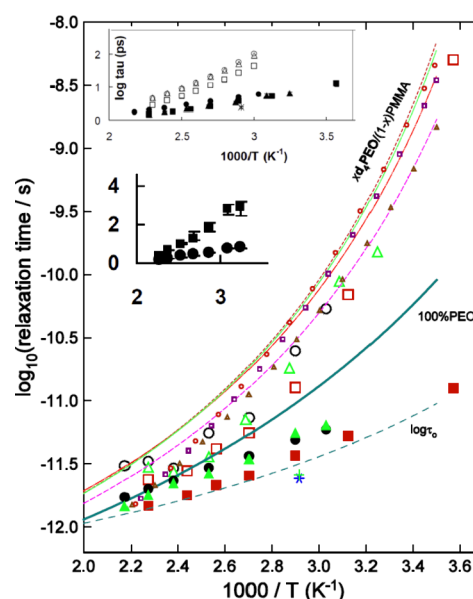 -8.0
-8.5
-9.0
-9.5
-10.0
-10.5
-11.0
-11.5
-12.0
log₁₀(relaxation time / s)
2.0 2.2 2.4 2.6 2.8 3.0 3.2 3.4 3.6
1000 / T (K⁻¹)
log tau (ps)
2
0
2 2.5 3 3.5
1000/T (K⁻¹)
4
2
0
2 3
xd₄PEO/(1-x)PMMA
100%PEO
logτₒ